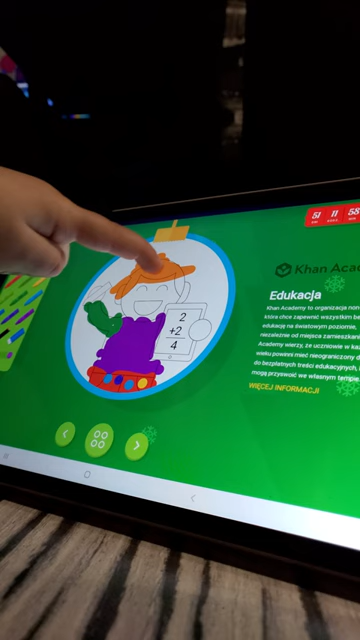 51 11 58
Khan Aca
Edukacja
Khan Academy to organizacja non
która chce zapewnić wszystkim be
edukację na światowym poziomie,
niezależnie od miejsca zamieszkani
Academy wierzy, że uczniowie w ka
wieku powinni mieć nieograniczony d
do bezpłatnych treści edukacyjnych,
mogą przyswoić we własnym tempie.
WIĘCEJ INFORMACJI
2
+2
4